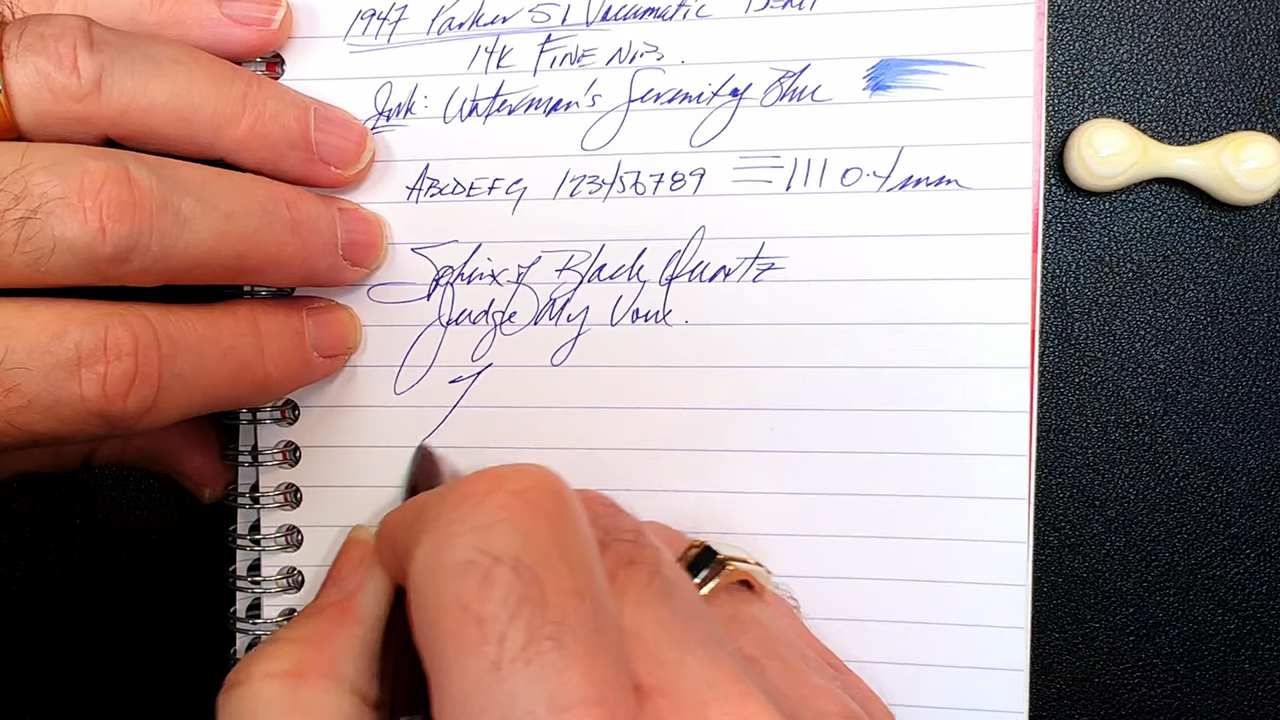 1947 Parker 51 Vacumatic
14K FINE NIB.
Ink: Waterman's Serenity Blue
ABCDEFG 123456789 111 0.4mm
Sphinx of Black Quartz
Judge My Vow.